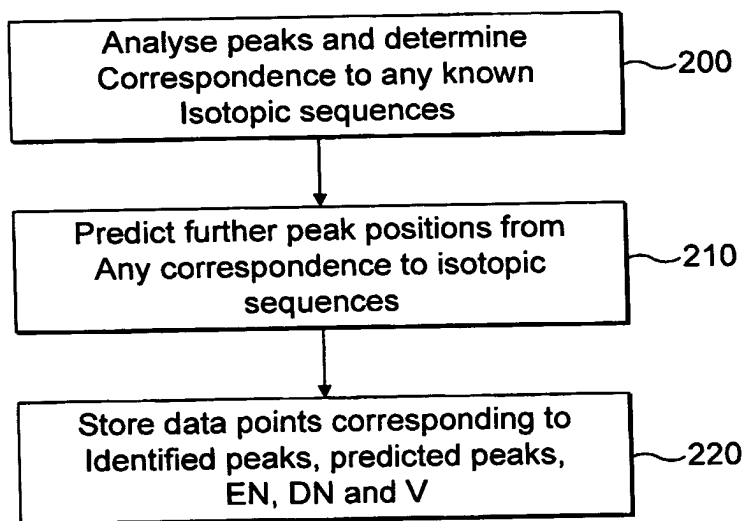 Analyse peaks and determine
Correspondence to any known
Isotopic sequences
200
Predict further peak positions from
Any correspondence to isotopic
sequences
210
Store data points corresponding to
Identified peaks, predicted peaks,
EN, DN and V
220